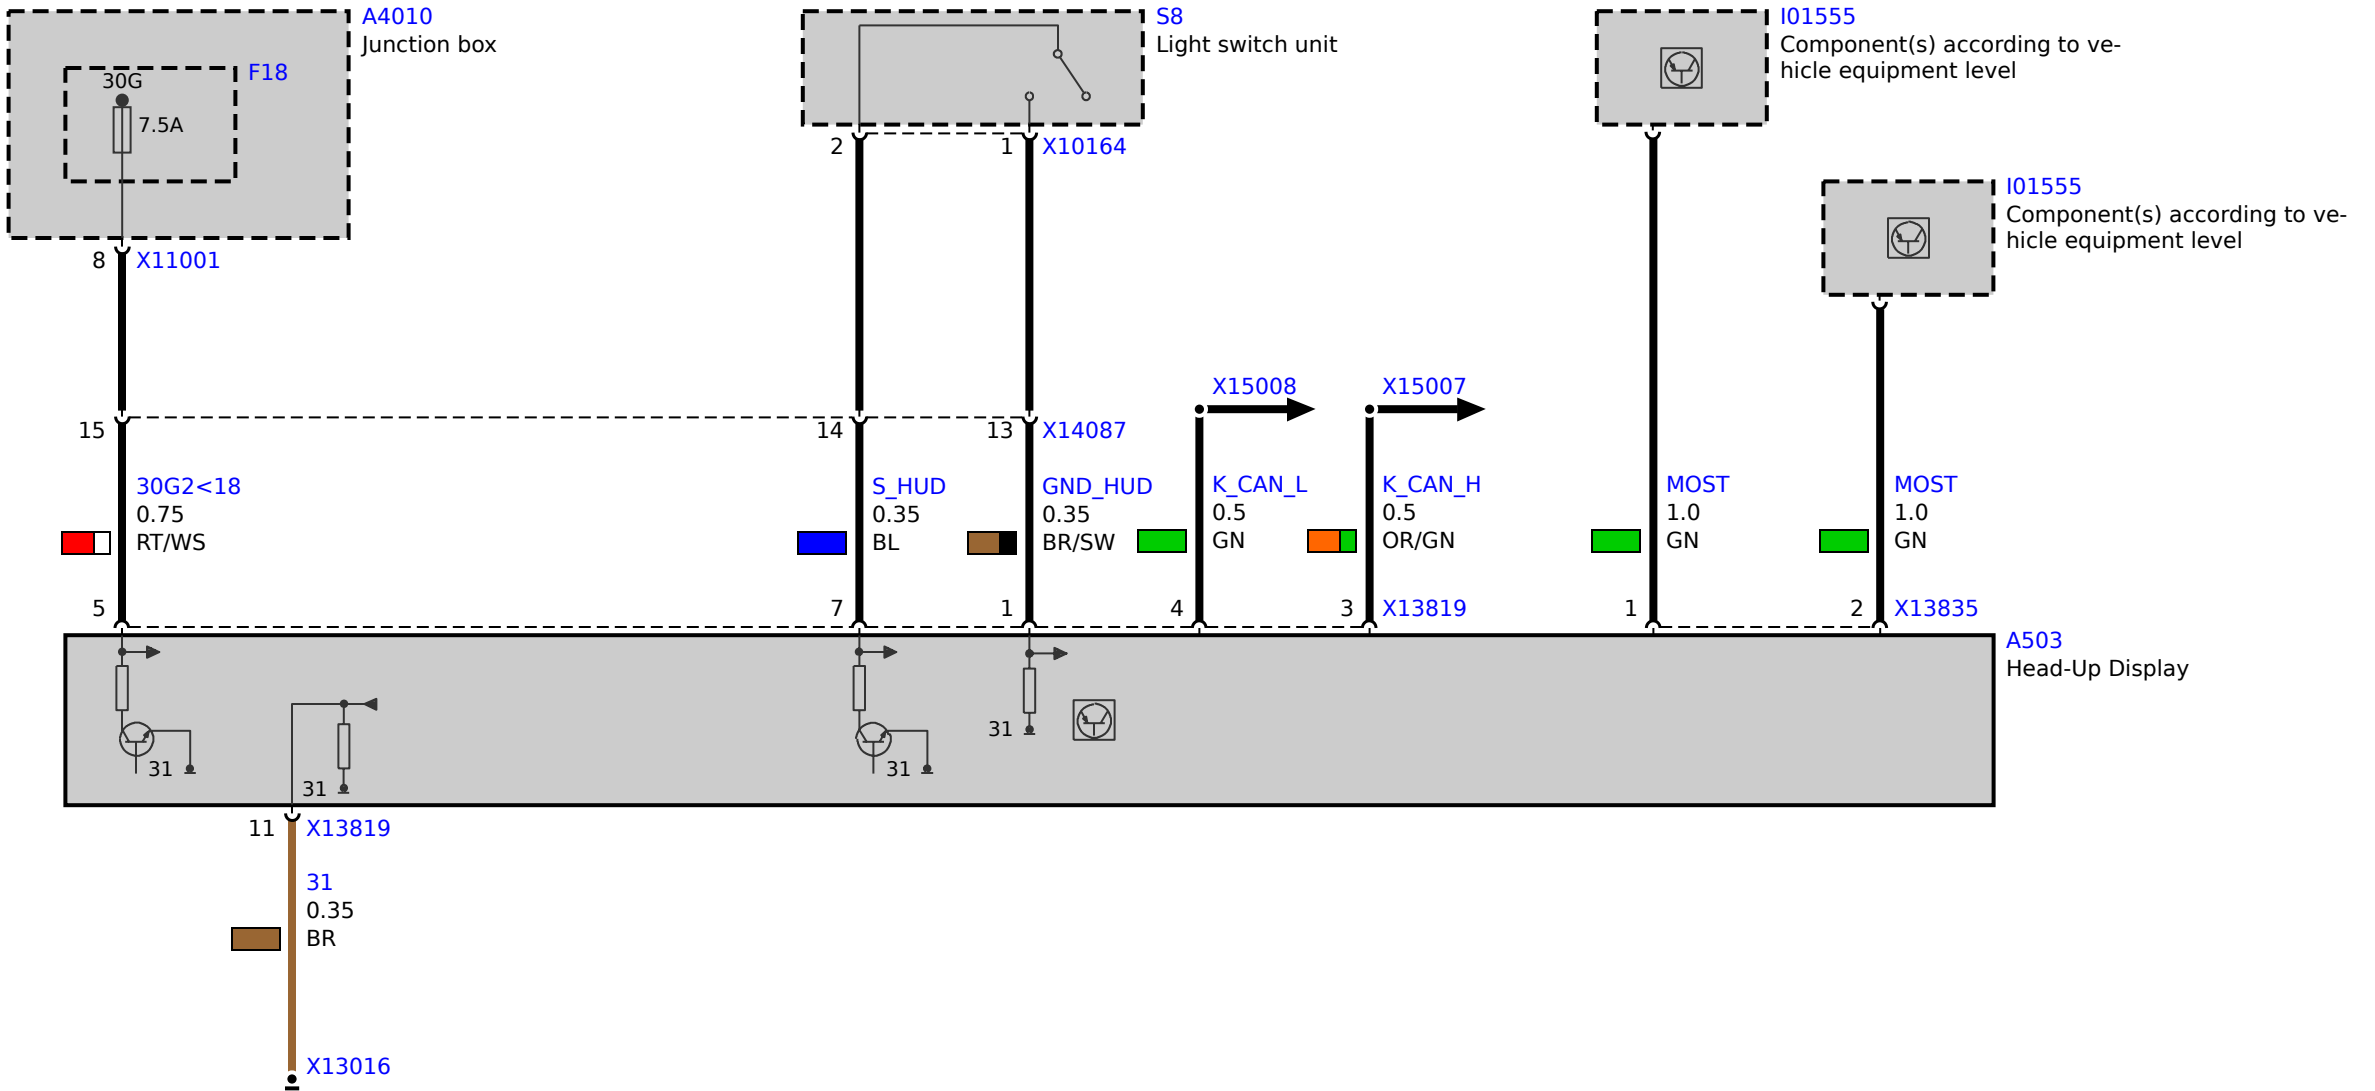 A4010
Junction box
F18
30G
7.5A
S8
Light switch unit
I01555
Component(s) according to ve-
hicle equipment level
I01555
Component(s) according to ve-
hicle equipment level
2
1
X10164
8
X11001
X15008
X15007
15
14
13
X14087
30G2<18
0.75
RT/WS
S_HUD
0.35
BL
GND_HUD
0.35
BR/SW
K_CAN_L
0.5
GN
K_CAN_H
0.5
OR/GN
MOST
1.0
GN
MOST
1.0
GN
5
7
1
4
3
X13819
1
2
X13835
A503
Head-Up Display
31
31
31
31
11
X13819
31
0.35
BR
X13016